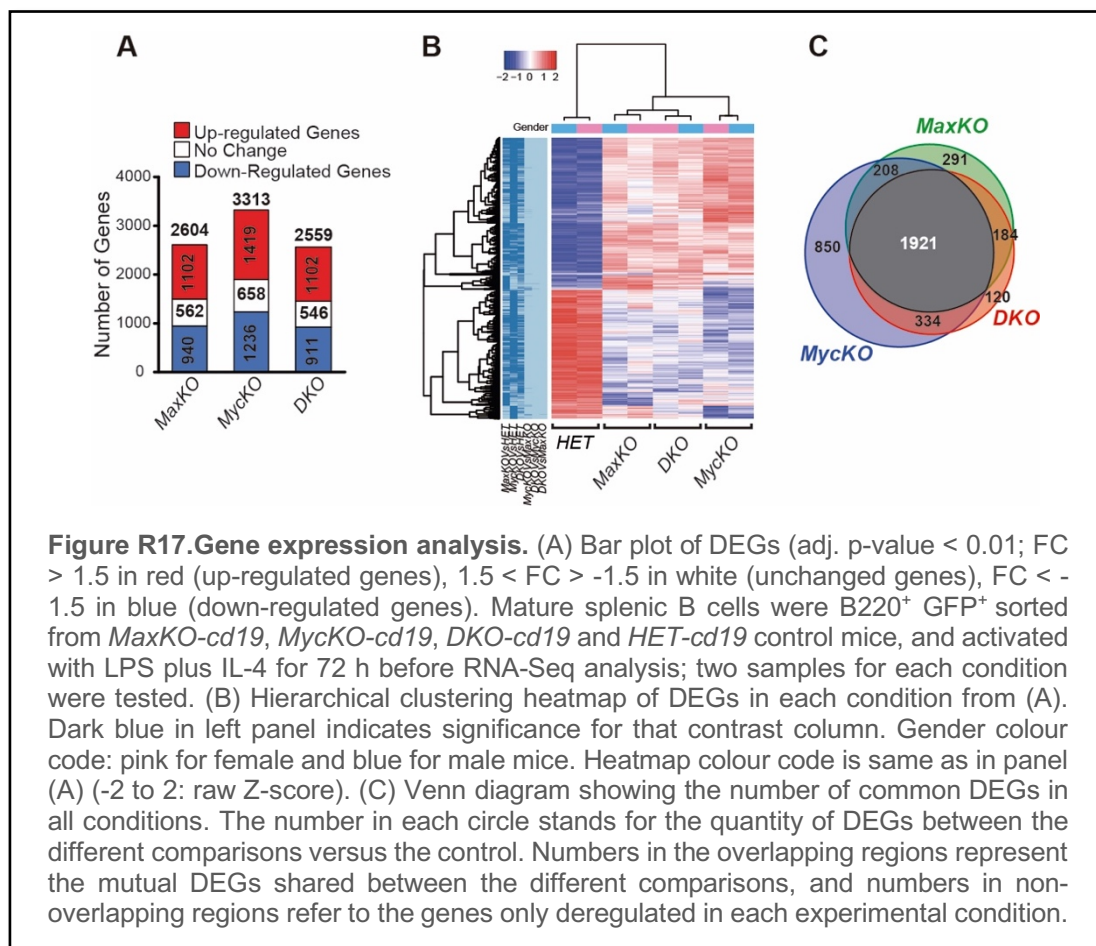 A
Up-regulated Genes
No Change
Down-Regulated Genes
Number of Genes
4000
3000
2000
1000
0
2604
1102
562
940
3313
1419
658
1236
2559
1102
546
911
MaxKO
MycKO
DKO
B
-2 -1 0 1 2
Gender
MaxKOVsHET
MycKOVsHET
DKOVsHET
MycKOVsMaxKO
DKOVsMycKO
DKOVsMaxKO
HET
MaxKO
DKO
MycKO
C
MaxKO
291
208
850
1921
184
120
DKO
334
MycKO
Figure R17.Gene expression analysis. (A) Bar plot of DEGs (adj. p-value < 0.01; FC
> 1.5 in red (up-regulated genes), 1.5 < FC > -1.5 in white (unchanged genes), FC < -
1.5 in blue (down-regulated genes). Mature splenic B cells were B220⁺ GFP⁺ sorted
from MaxKO-cd19, MycKO-cd19, DKO-cd19 and HET-cd19 control mice, and activated
with LPS plus IL-4 for 72 h before RNA-Seq analysis; two samples for each condition
were tested. (B) Hierarchical clustering heatmap of DEGs in each condition from (A).
Dark blue in left panel indicates significance for that contrast column. Gender colour
code: pink for female and blue for male mice. Heatmap colour code is same as in panel
(A) (-2 to 2: raw Z-score). (C) Venn diagram showing the number of common DEGs in
all conditions. The number in each circle stands for the quantity of DEGs between the
different comparisons versus the control. Numbers in the overlapping regions represent
the mutual DEGs shared between the different comparisons, and numbers in non-
overlapping regions refer to the genes only deregulated in each experimental condition.